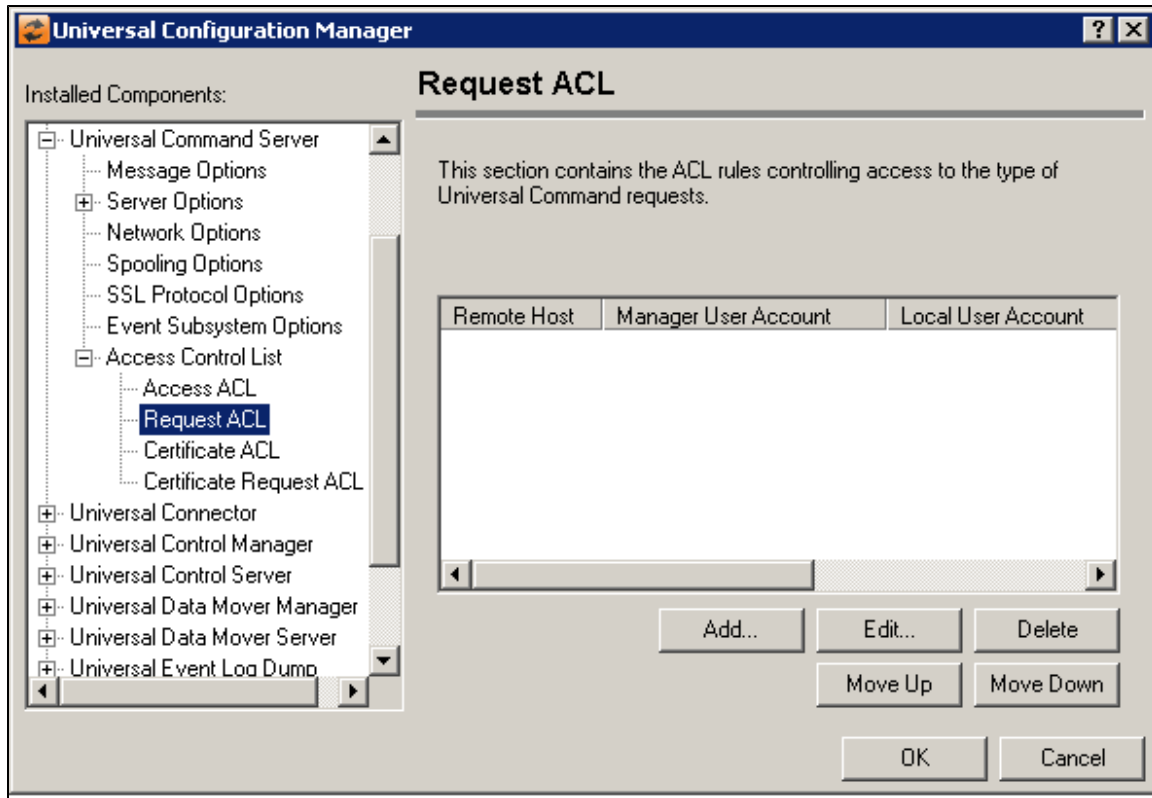 Universal Configuration Manager
Installed Components:
Universal Command Server
Message Options
Server Options
Network Options
Spooling Options
SSL Protocol Options
Event Subsystem Options
Access Control List
Access ACL
Request ACL
Certificate ACL
Certificate Request ACL
Universal Connector
Universal Control Manager
Universal Control Server
Universal Data Mover Manager
Universal Data Mover Server
Universal Event Log Dump
Request ACL
This section contains the ACL rules controlling access to the type of
Universal Command requests.
Remote Host Manager User Account Local User Account
Add... Edit... Delete
Move Up Move Down
OK Cancel